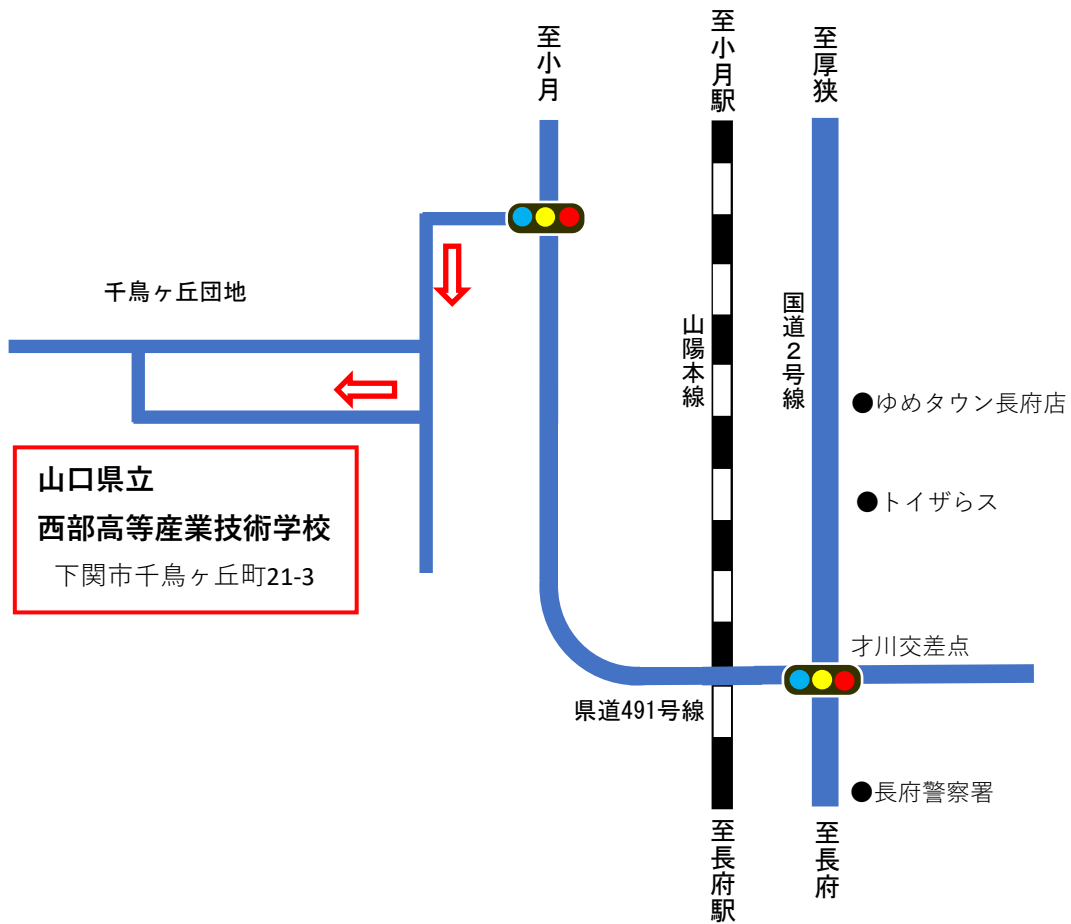 至小月
至小月駅
至厚狭
千鳥ヶ丘団地
山陽本線
国道２号線
●ゆめタウン長府店
●トイザらス
山口県立
西部高等産業技術学校
下関市千鳥ヶ丘町21-3
才川交差点
県道491号線
●長府警察署
至長府駅
至長府